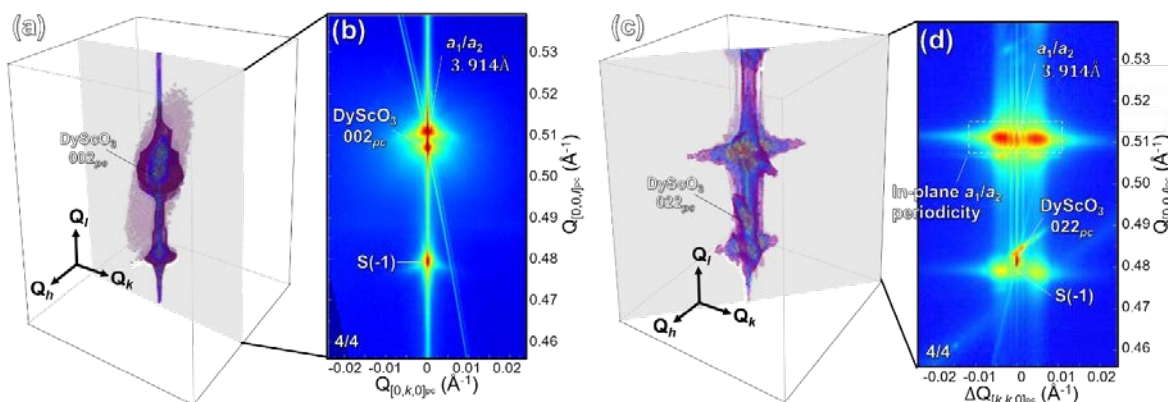 (a)
DyScO₃
002pc
Ql
Qh
Qk
(b)
a₁/a₂
3.914Å
DyScO₃
002pc
S(-1)
4/4
0.53
0.52
0.51
0.50
0.49
0.48
0.47
0.46
Q[0,0,l]pc (Å⁻¹)
-0.02
-0.01
0
0.01
0.02
Q[0,k,0]pc (Å⁻¹)
(c)
DyScO₃
022pc
Ql
Qh
Qk
(d)
a₁/a₂
3.914Å
In-plane a₁/a₂
periodicity
DyScO₃
022pc
S(-1)
4/4
0.53
0.52
0.51
0.50
0.49
0.48
0.47
0.46
Q[0,0,l]pc (Å⁻¹)
-0.02
-0.01
0
0.01
0.02
ΔQ[k,k,0]pc (Å⁻¹)